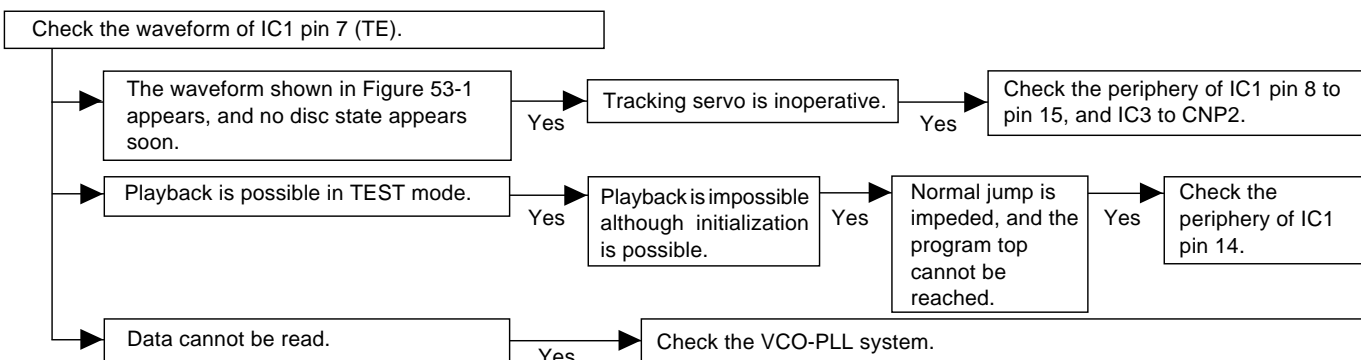 Check the waveform of IC1 pin 7 (TE).
The waveform shown in Figure 53-1
appears, and no disc state appears
soon.
Yes
Tracking servo is inoperative.
Yes
Check the periphery of IC1 pin 8 to
pin 15, and IC3 to CNP2.
Playback is possible in TEST mode.
Yes
Playback is impossible
although initialization
is possible.
Yes
Normal jump is
impeded, and the
program top
cannot be
reached.
Yes
Check the
periphery of IC1
pin 14.
Data cannot be read.
Yes
Check the VCO-PLL system.